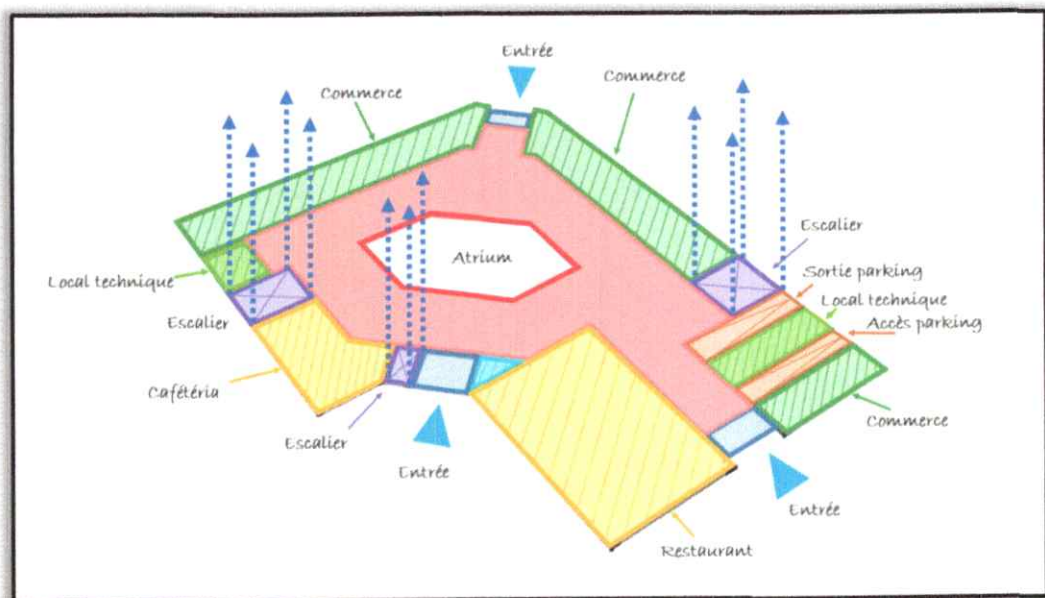 Entrée
Commerce
Commerce
Escalier
Atrium
Sortie parking
Local technique
Local technique
Accès parking
Escalier
Cafétéria
Commerce
Escalier
Entrée
Entrée
Restaurant